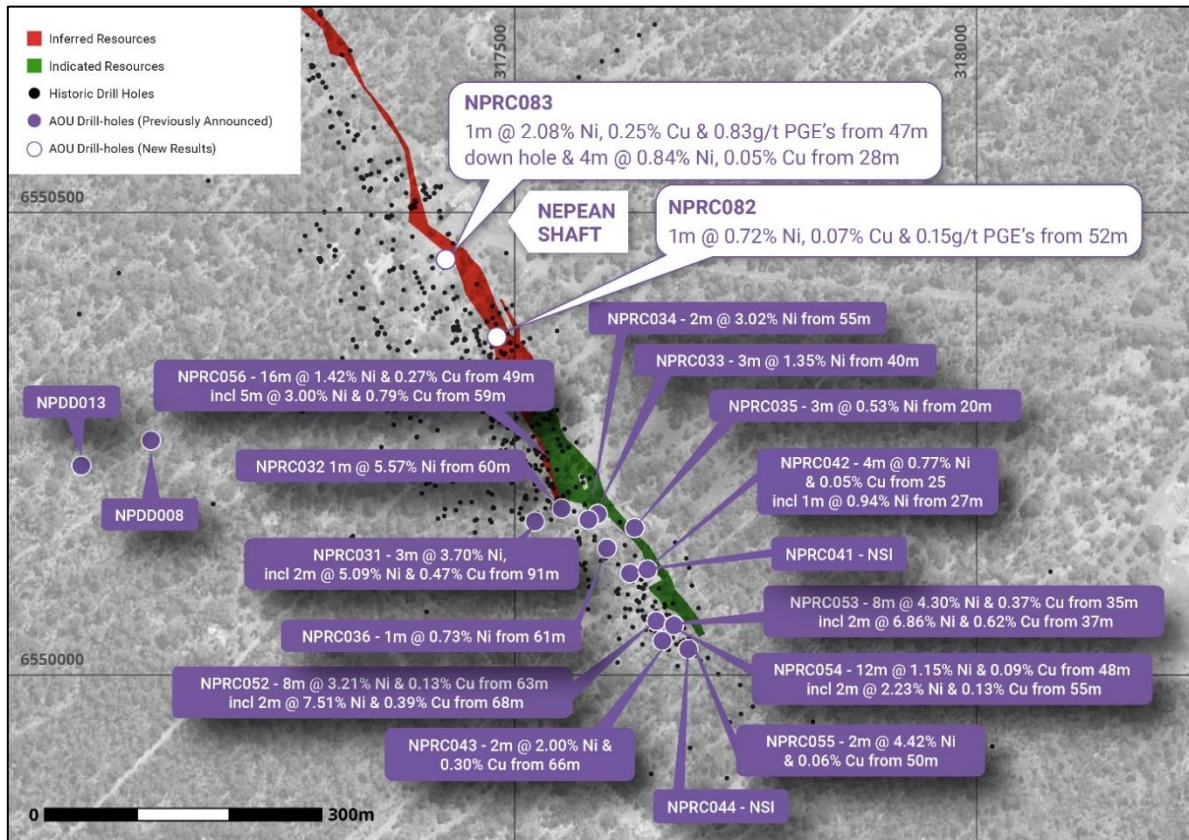 Inferred Resources
Indicated Resources
Historic Drill Holes
AOU Drill-holes (Previously Announced)
AOU Drill-holes (New Results)
317500
318000
NPRC083
1m @ 2.08% Ni, 0.25% Cu & 0.83g/t PGE's from 47m
down hole & 4m @ 0.84% Ni, 0.05% Cu from 28m
6550500
NEPEAN
SHAFT
NPRC082
1m @ 0.72% Ni, 0.07% Cu & 0.15g/t PGE's from 52m
NPRC034 - 2m @ 3.02% Ni from 55m
NPRC033 - 3m @ 1.35% Ni from 40m
NPRC056 - 16m @ 1.42% Ni & 0.27% Cu from 49m
incl 5m @ 3.00% Ni & 0.79% Cu from 59m
NPRC035 - 3m @ 0.53% Ni from 20m
NPDD013
NPDD008
NPRC032 1m @ 5.57% Ni from 60m
NPRC042 - 4m @ 0.77% Ni
& 0.05% Cu from 25
incl 1m @ 0.94% Ni from 27m
NPRC031 - 3m @ 3.70% Ni,
incl 2m @ 5.09% Ni & 0.47% Cu from 91m
NPRC041 - NSI
NPRC053 - 8m @ 4.30% Ni & 0.37% Cu from 35m
incl 2m @ 6.86% Ni & 0.62% Cu from 37m
NPRC036 - 1m @ 0.73% Ni from 61m
6550000
NPRC052 - 8m @ 3.21% Ni & 0.13% Cu from 63m
incl 2m @ 7.51% Ni & 0.39% Cu from 68m
NPRC054 - 12m @ 1.15% Ni & 0.09% Cu from 48m
incl 2m @ 2.23% Ni & 0.13% Cu from 55m
NPRC043 - 2m @ 2.00% Ni &
0.30% Cu from 66m
NPRC055 - 2m @ 4.42% Ni
& 0.06% Cu from 50m
NPRC044 - NSI
0 300m